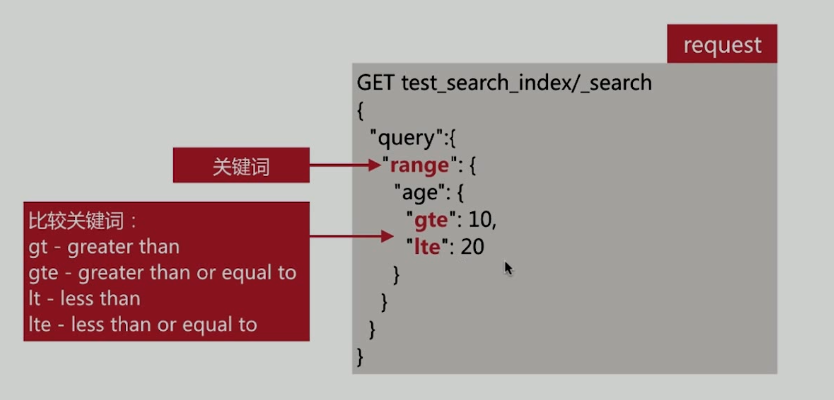 request
GET test_search_index/_search
{
"query":{
"range": {
"age": {
"gte": 10,
"lte": 20
}
}
}
}
关键词
比较关键词：
gt - greater than
gte - greater than or equal to
lt - less than
lte - less than or equal to